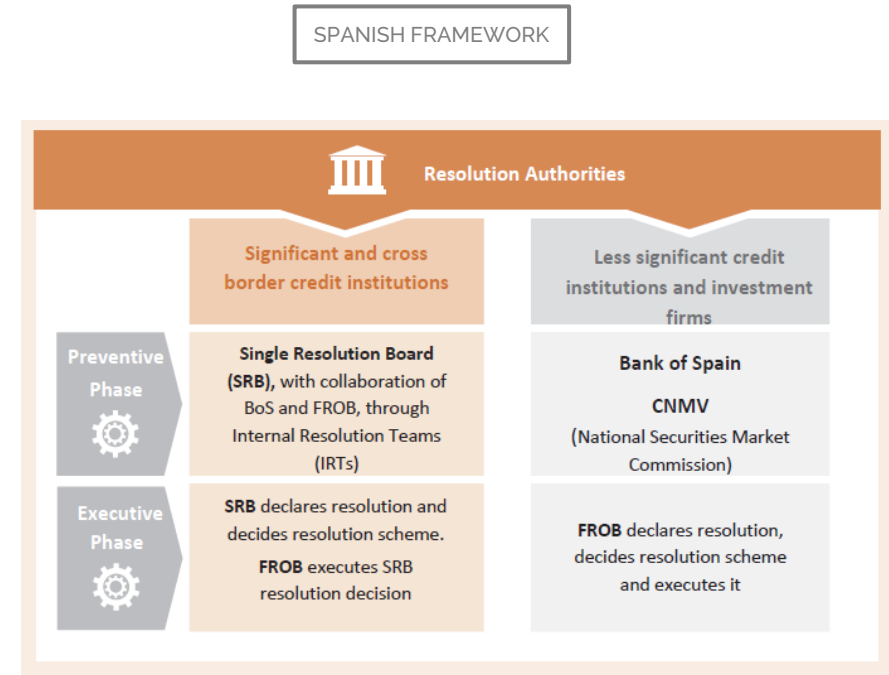 SPANISH FRAMEWORK
Resolution Authorities
Significant and cross
border credit institutions
Less significant credit
institutions and investment
firms
Preventive
Phase
Single Resolution Board
(SRB), with collaboration of
BoS and FROB, through
Internal Resolution Teams
(IRTs)
Bank of Spain
CNMV
(National Securities Market
Commission)
Executive
Phase
SRB declares resolution and
decides resolution scheme.
FROB executes SRB
resolution decision
FROB declares resolution,
decides resolution scheme
and executes it